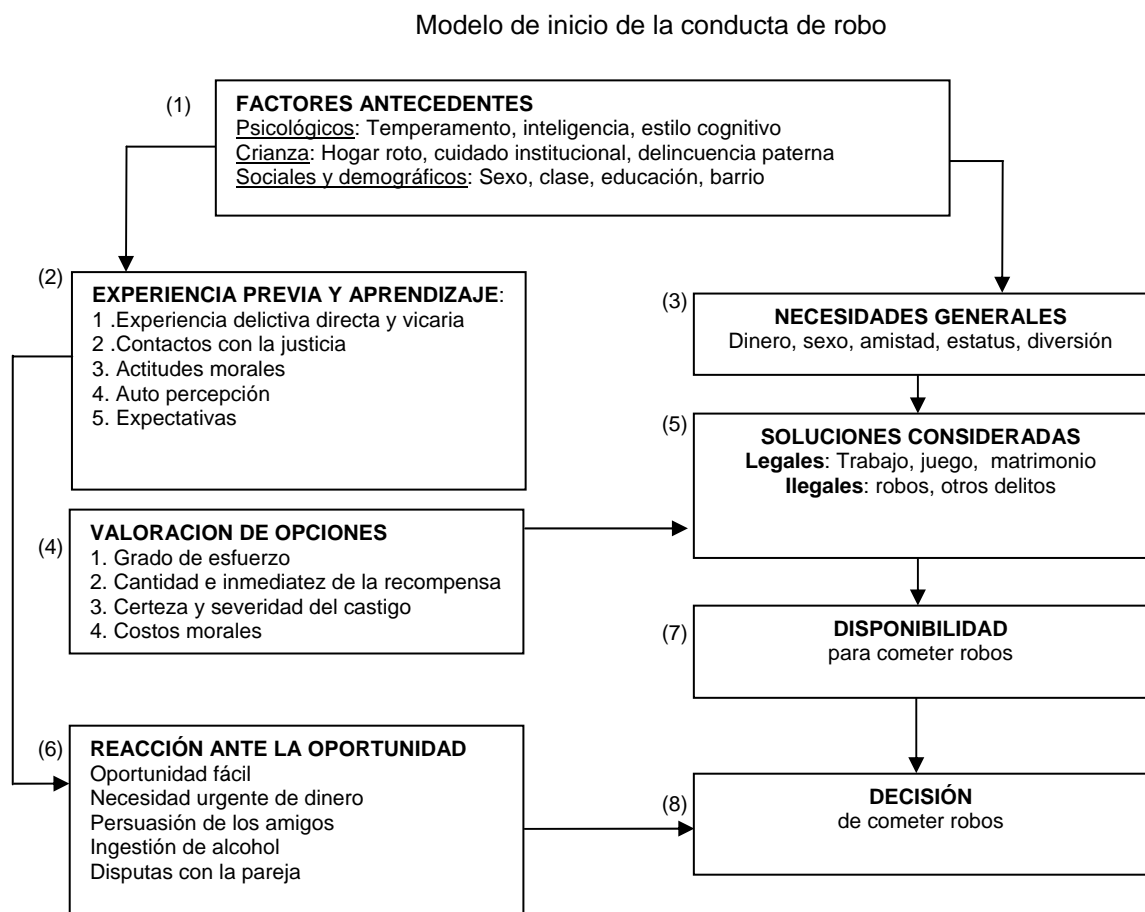 Modelo de inicio de la conducta de robo
(1)
FACTORES ANTECEDENTES
Psicológicos: Temperamento, inteligencia, estilo cognitivo
Crianza: Hogar roto, cuidado institucional, delincuencia paterna
Sociales y demográficos: Sexo, clase, educación, barrio
(2)
EXPERIENCIA PREVIA Y APRENDIZAJE:
1 .Experiencia delictiva directa y vicaria
2 .Contactos con la justicia
3. Actitudes morales
4. Auto percepción
5. Expectativas
(3)
NECESIDADES GENERALES
Dinero, sexo, amistad, estatus, diversión
(4)
VALORACION DE OPCIONES
1. Grado de esfuerzo
2. Cantidad e inmediatez de la recompensa
3. Certeza y severidad del castigo
4. Costos morales
(5)
SOLUCIONES CONSIDERADAS
Legales: Trabajo, juego, matrimonio
Ilegales: robos, otros delitos
(6)
REACCIÓN ANTE LA OPORTUNIDAD
Oportunidad fácil
Necesidad urgente de dinero
Persuasión de los amigos
Ingestión de alcohol
Disputas con la pareja
(7)
DISPONIBILIDAD
para cometer robos
(8)
DECISIÓN
de cometer robos